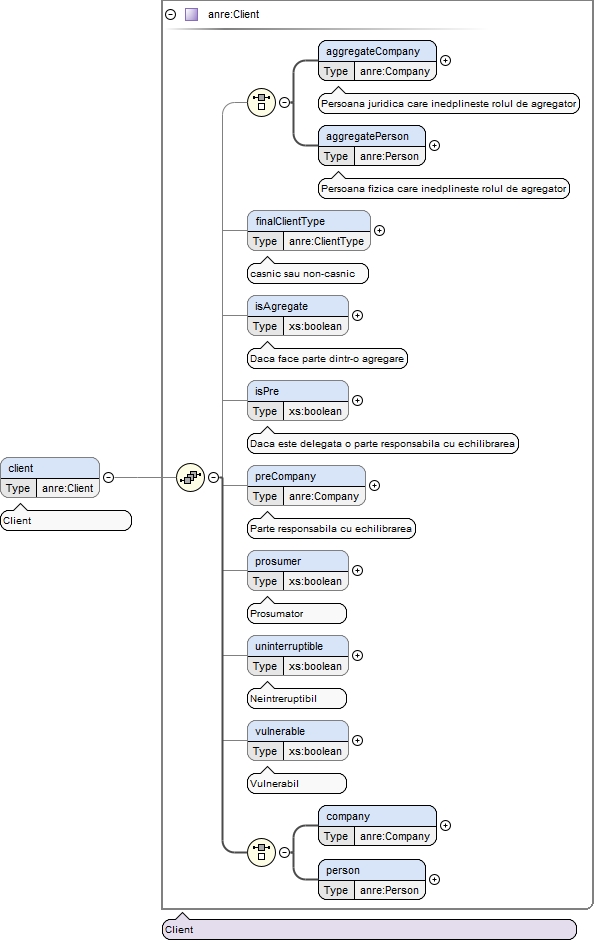 anre:Client
aggregateCompany
Type anre:Company
Persoana juridica care inedplineste rolul de agregator
aggregatePerson
Type anre:Person
Persoana fizica care inedplineste rolul de agregator
finalClientType
Type anre:ClientType
casnic sau non-casnic
isAgregate
Type xs:boolean
Daca face parte dintr-o agregare
isPre
Type xs:boolean
Daca este delegata o parte responsabila cu echilibrarea
client
Type anre:Client
Client
preCompany
Type anre:Company
Parte responsabila cu echilibrarea
prosumer
Type xs:boolean
Prosumator
uninterruptible
Type xs:boolean
Neintreruptibil
vulnerable
Type xs:boolean
Vulnerabil
company
Type anre:Company
person
Type anre:Person
Client